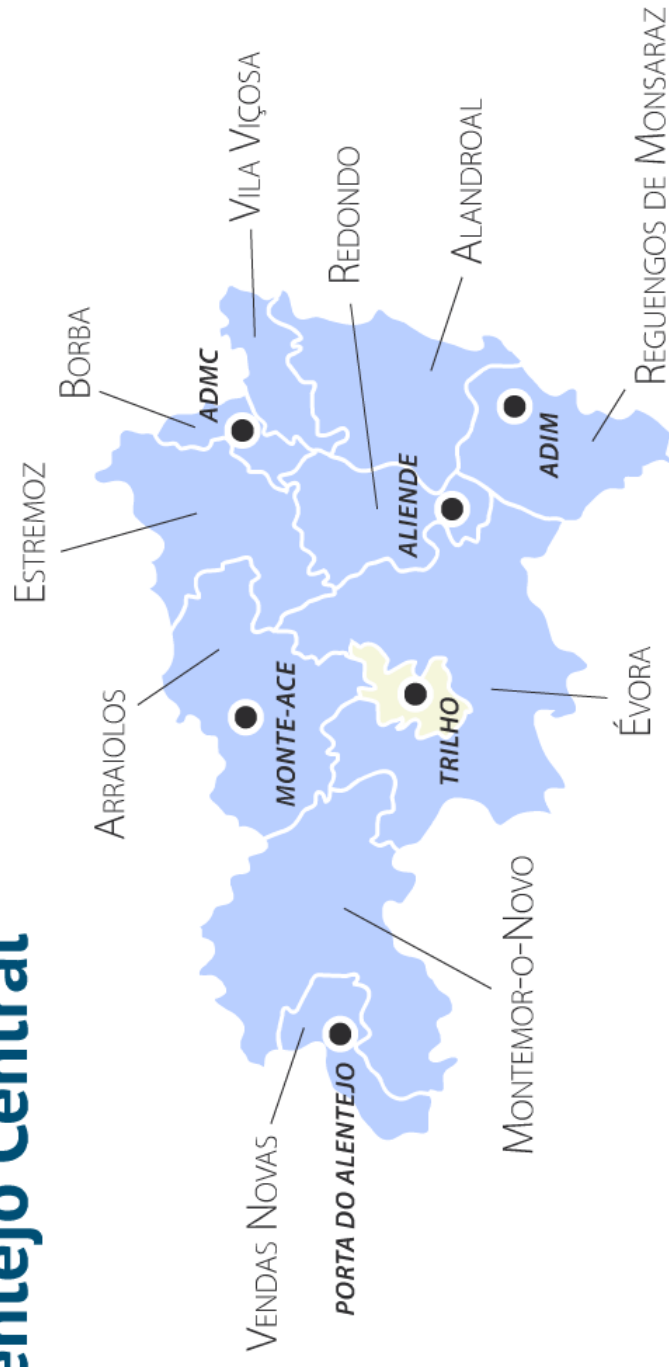 entejo Central
ESTREMOZ
BORBA
VILA VIÇOSA
ARRAIOLOS
ADMC
REDONDO
MONTE-ACE
ALIENDE
ALANDROAL
VENDAS NOVAS
PORTA DO ALENTEJO
TRILHO
ADIM
MONTEMOR-O-NOVO
ÉVORA
REGUENGOS DE MONSARAZ